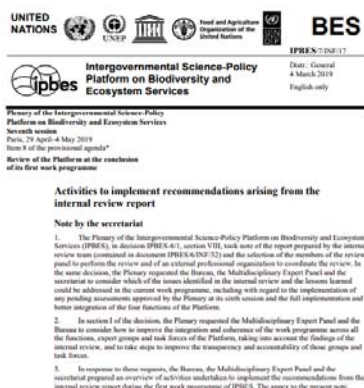 UNITED
NATIONS
UNEP
Food and Agriculture
Organization of the
United Nations
BES
IPBES/7/INF/17
ipbes
Intergovernmental Science-Policy
Platform on Biodiversity and
Ecosystem Services
Distr.: General
4 March 2019
English only
Plenary of the Intergovernmental Science-Policy
Platform on Biodiversity and Ecosystem Services
Seventh session
Paris, 29 April–4 May 2019
Item 8 of the provisional agenda*
Review of the Platform at the conclusion
of its first work programme
Activities to implement recommendations arising from the
internal review report
Note by the secretariat
1. The Plenary of the Intergovernmental Science-Policy Platform on Biodiversity and Ecosystem
Services (IPBES), in decision IPBES-6/1, section VIII, took note of the report prepared by the internal
review team (contained in document IPBES/6/INF/32) and the selection of the members of the review
panel to perform the review and of an external professional organization to coordinate the review. In
the same decision, the Plenary requested the Bureau, the Multidisciplinary Expert Panel and the
secretariat to consider which of the issues identified in the internal review and the lessons learned
could be addressed in the current work programme, including with regard to the implementation of
any pending assessments approved by the Plenary at its sixth session and the full implementation and
better integration of the four functions of the Platform.
2. In section I of the decision, the Plenary requested the Multidisciplinary Expert Panel and the
Bureau to consider how to improve the integration and coherence of the work programme across all
the functions, expert groups and task forces of the Platform, taking into account the findings of the
internal review, and to take steps to improve the transparency and accountability of those groups and
task forces.
3. In response to these requests, the Bureau, the Multidisciplinary Expert Panel and the
secretariat prepared an overview of activities undertaken to implement the recommendations from the
internal review report during the first work programme of IPBES. The annex to the present